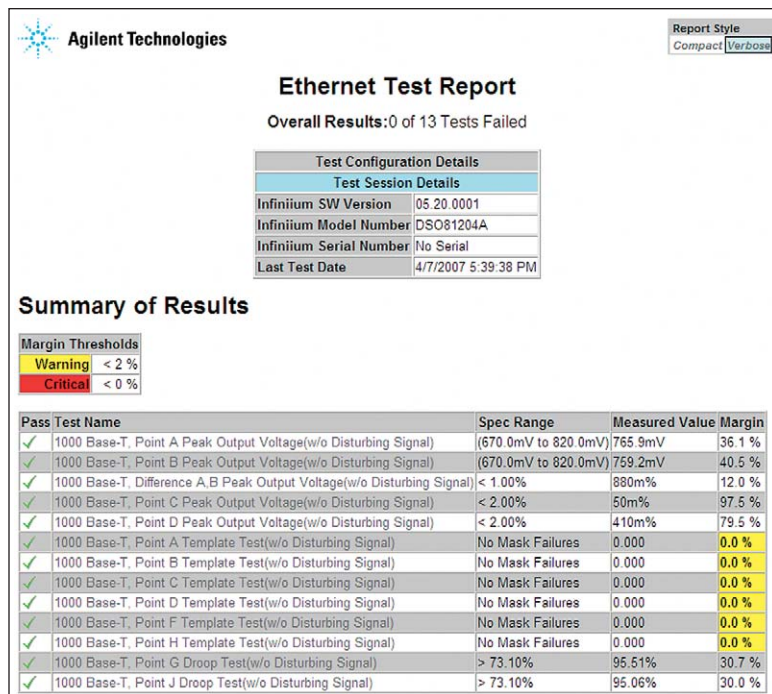 Agilent Technologies
Report Style
Compact Verbose
Ethernet Test Report
Overall Results:0 of 13 Tests Failed
Test Configuration Details
Test Session Details
Infiniium SW Version 05.20.0001
Infiniium Model Number DSO81204A
Infiniium Serial Number No Serial
Last Test Date 4/7/2007 5:39:38 PM
Summary of Results
Margin Thresholds
Warning < 2 %
Critical < 0 %
Pass Test Name Spec Range Measured Value Margin
1000 Base-T, Point A Peak Output Voltage(w/o Disturbing Signal) (670.0mV to 820.0mV) 765.9mV 36.1 %
1000 Base-T, Point B Peak Output Voltage(w/o Disturbing Signal) (670.0mV to 820.0mV) 759.2mV 40.5 %
1000 Base-T, Difference A,B Peak Output Voltage(w/o Disturbing Signal) < 1.00% 880m% 12.0 %
1000 Base-T, Point C Peak Output Voltage(w/o Disturbing Signal) < 2.00% 50m% 97.5 %
1000 Base-T, Point D Peak Output Voltage(w/o Disturbing Signal) < 2.00% 410m% 79.5 %
1000 Base-T, Point A Template Test(w/o Disturbing Signal) No Mask Failures 0.000 0.0 %
1000 Base-T, Point B Template Test(w/o Disturbing Signal) No Mask Failures 0.000 0.0 %
1000 Base-T, Point C Template Test(w/o Disturbing Signal) No Mask Failures 0.000 0.0 %
1000 Base-T, Point D Template Test(w/o Disturbing Signal) No Mask Failures 0.000 0.0 %
1000 Base-T, Point F Template Test(w/o Disturbing Signal) No Mask Failures 0.000 0.0 %
1000 Base-T, Point H Template Test(w/o Disturbing Signal) No Mask Failures 0.000 0.0 %
1000 Base-T, Point G Droop Test(w/o Disturbing Signal) > 73.10% 95.51% 30.7 %
1000 Base-T, Point J Droop Test(w/o Disturbing Signal) > 73.10% 95.06% 30.0 %